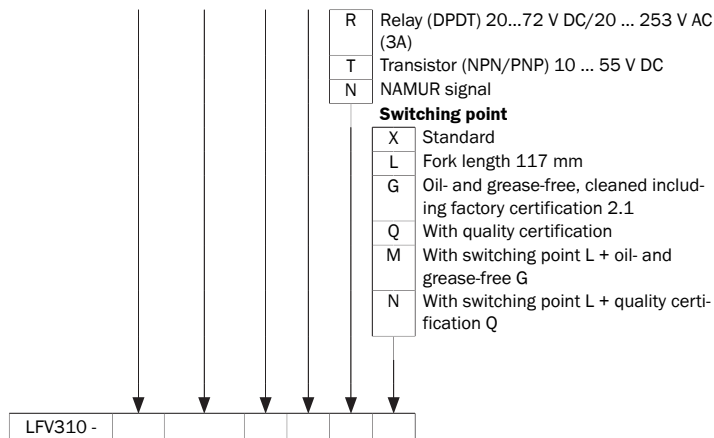 R Relay (DPDT) 20...72 V DC/20 ... 253 V AC
(3A)
T Transistor (NPN/PNP) 10 ... 55 V DC
N NAMUR signal
Switching point
X Standard
L Fork length 117 mm
G Oil- and grease-free, cleaned includ-
ing factory certification 2.1
Q With quality certification
M With switching point L + oil- and
grease-free G
N With switching point L + quality certi-
fication Q
LFV310 -